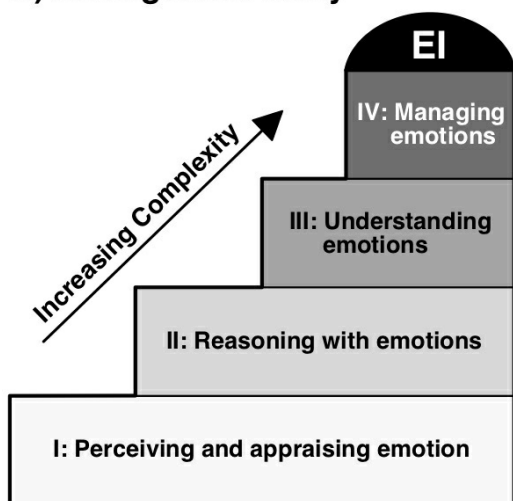 EI
IV: Managing
emotions
Increasing Complexity
III: Understanding
emotions
II: Reasoning with emotions
I: Perceiving and appraising emotion